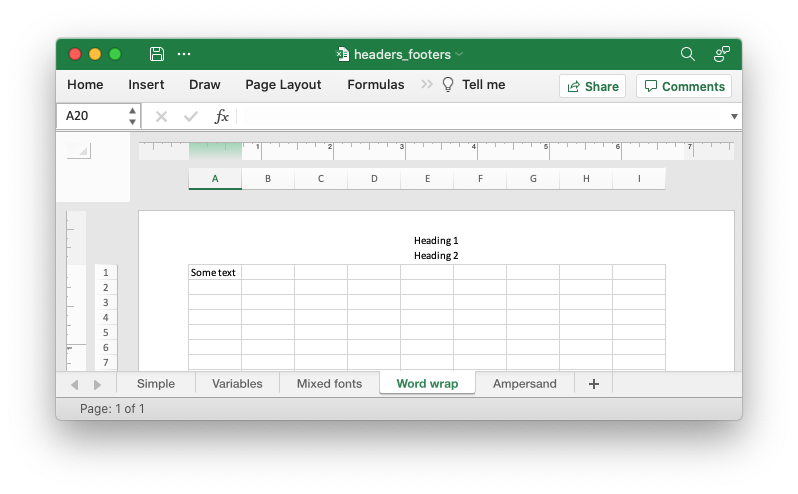 headers_footers
Home Insert Draw Page Layout Formulas >> Tell me Share Comments
A20 fx
1 2 3 4 5 6 7
A B C D E F G H I
Heading 1
Heading 2
1 Some text
2
3
4
5
6
7
Simple Variables Mixed fonts Word wrap Ampersand +
Page: 1 of 1